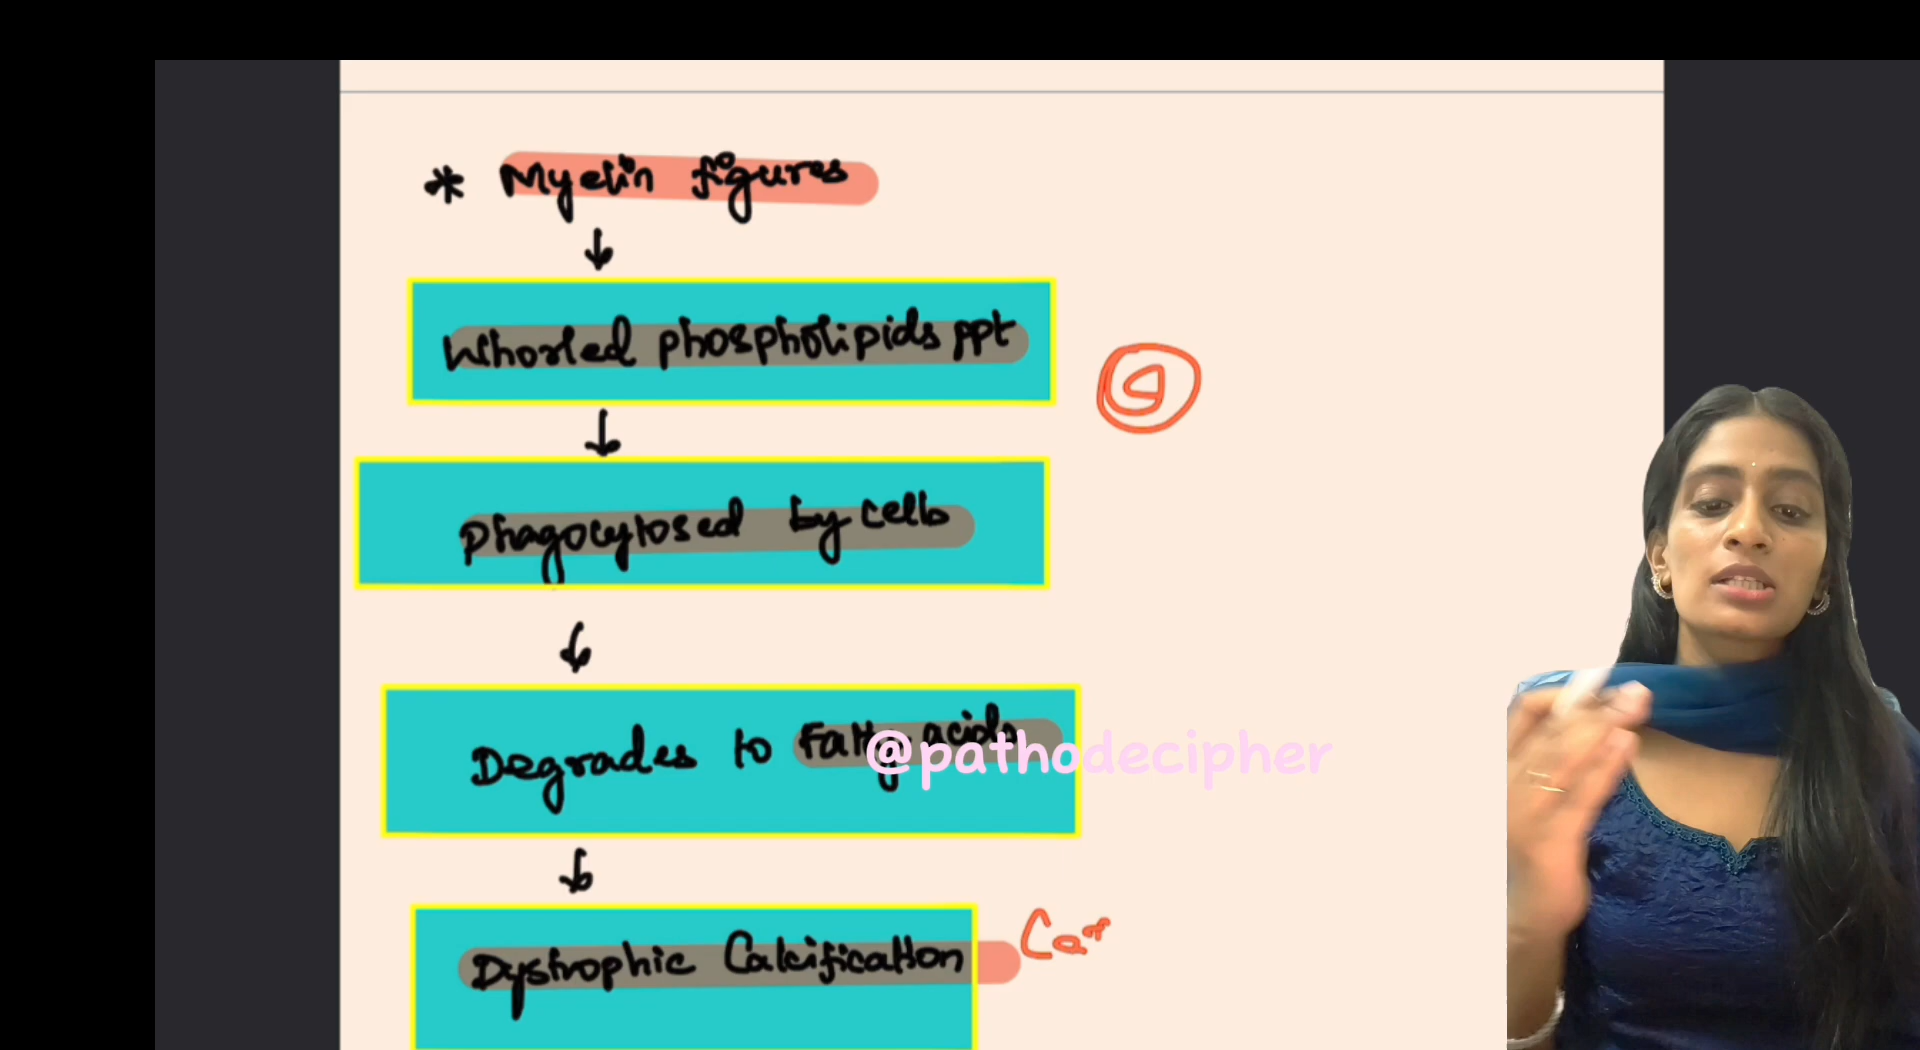 * Myelin figures
Whorled phospholipids ppt
Phagocytosed by cells
Degrades to Fatty acids
@pathodecipher
Dystrophic Calcification
Ca++